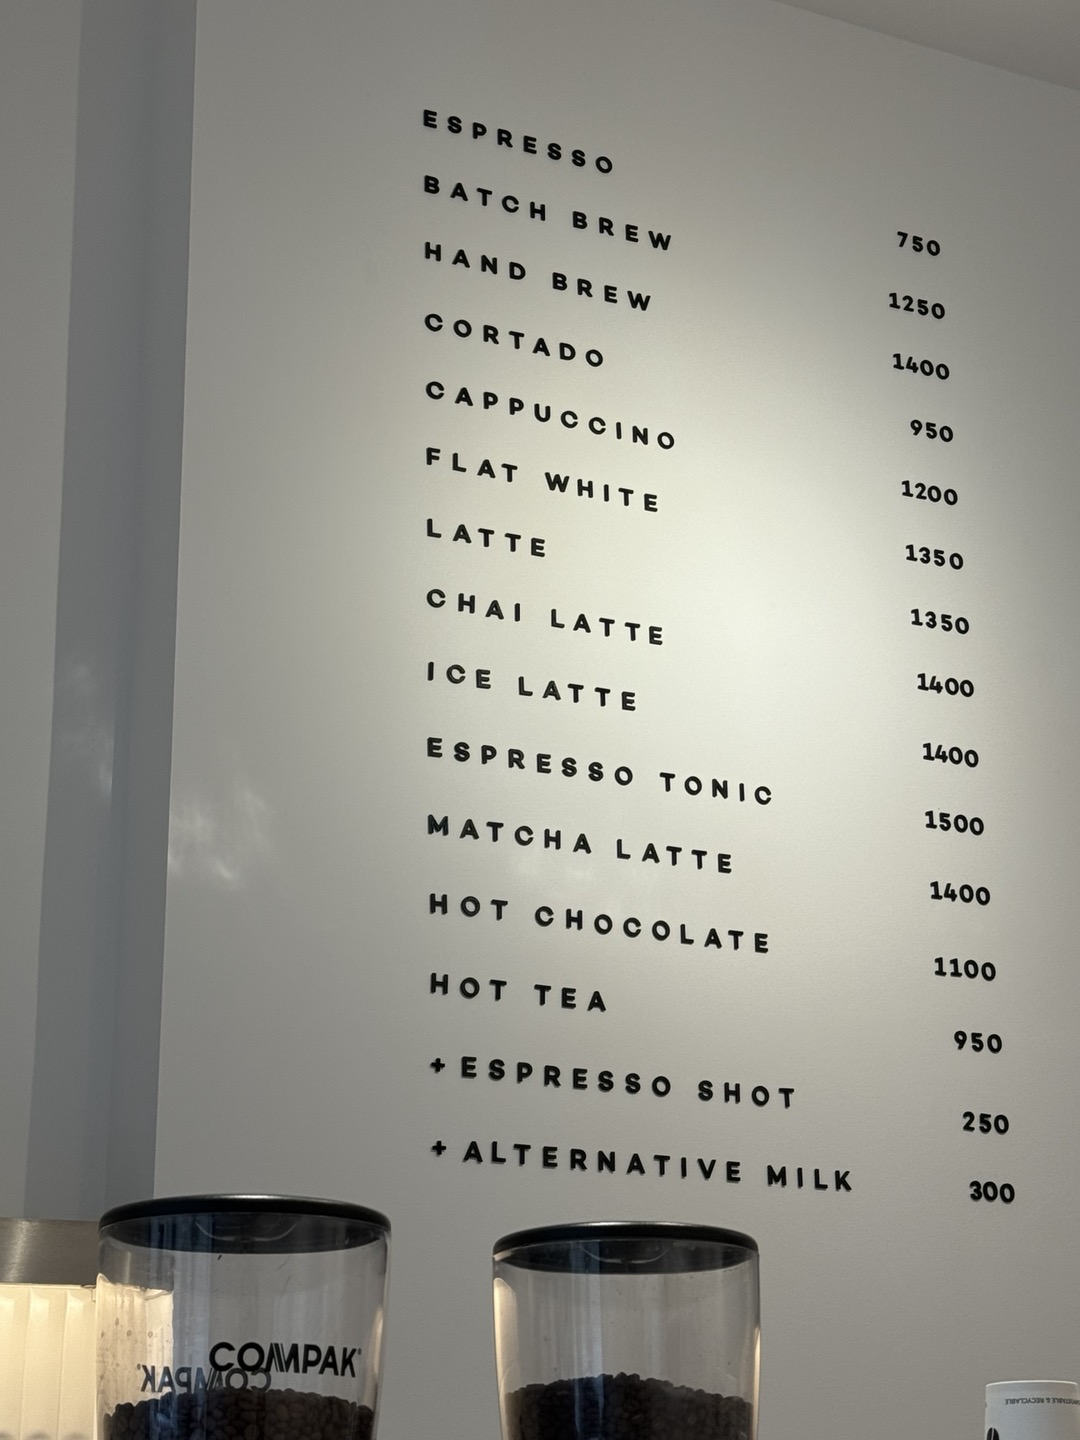 ESPRESSO 750
BATCH BREW 1250
HAND BREW 1400
CORTADO 950
CAPPUCCINO 1200
FLAT WHITE 1350
LATTE 1350
CHAI LATTE 1400
ICE LATTE 1400
ESPRESSO TONIC 1500
MATCHA LATTE 1400
HOT CHOCOLATE 1100
HOT TEA 950
+ ESPRESSO SHOT 250
+ ALTERNATIVE MILK 300
COMPAK